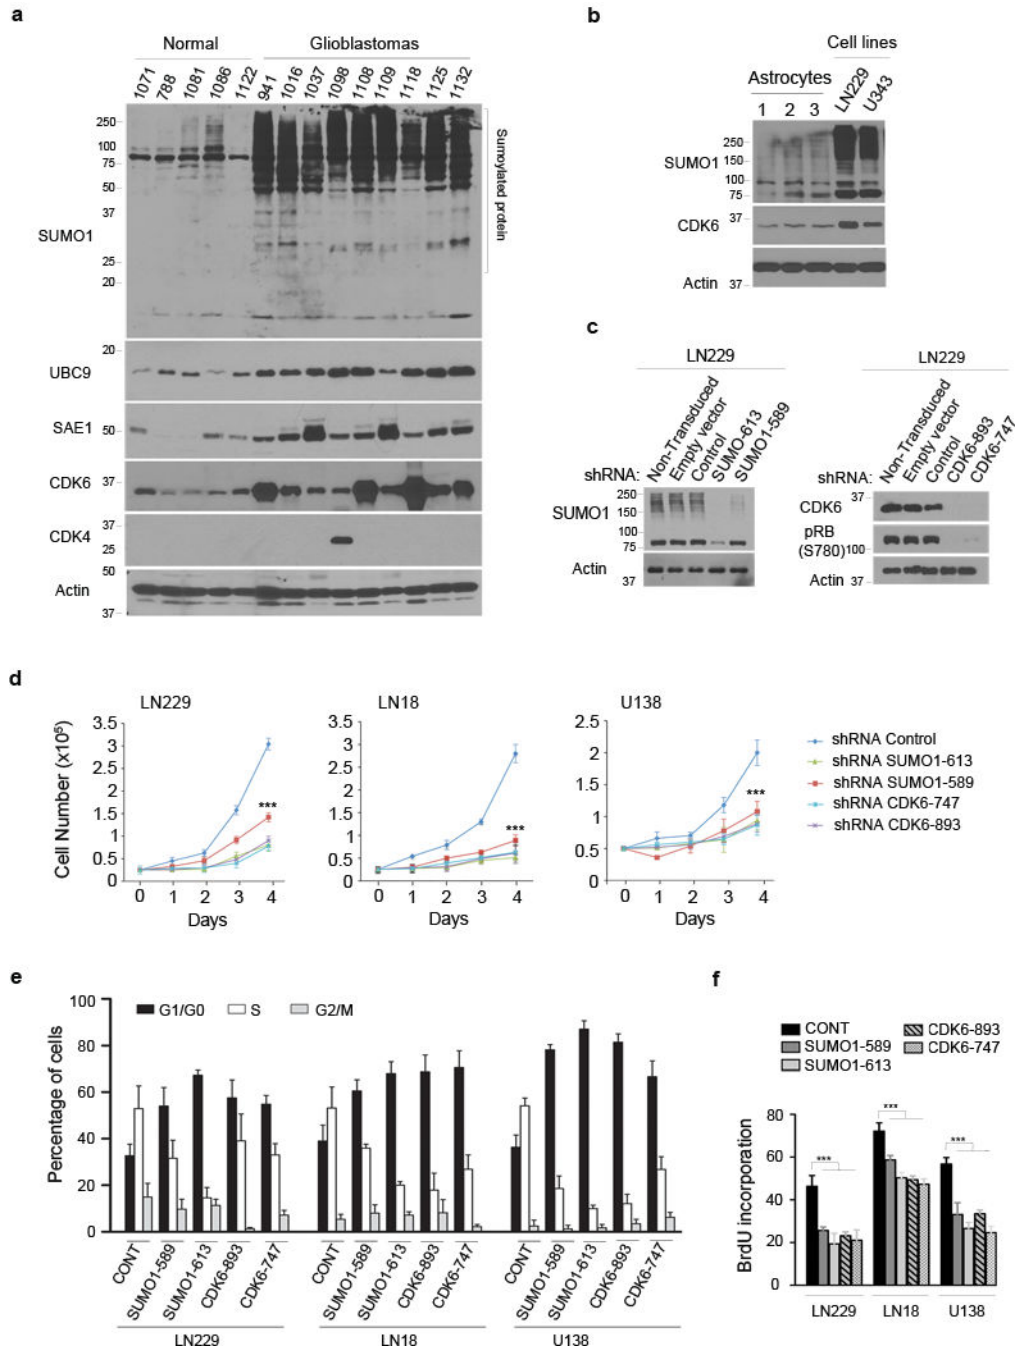 a
Normal
Glioblastomas
1071 788 1081 1086 1122 941 1016 1037 1098 1108 1109 1118 1125 1132
250
100
75
50
37
SUMO1
25
20
Sumoylated protein
20
UBC9
SAE1
50
CDK6
37
37
CDK4
25
50
Actin
37
b
Cell lines
Astrocytes
LN229 U343
1 2 3
250
SUMO1
150
100
75
37
CDK6
Actin
37
c
LN229
shRNA: Non-Transduced Empty vector Control SUMO-613 SUMO1-589
250
SUMO1
150
100
75
Actin
37
LN229
shRNA: Non-Transduced Empty vector Control CDK6-893 CDK6-747
37
CDK6
pRB
(S780)
100
Actin
37
d
LN229
Cell Number (x10⁵)
3.5
3
2.5
2
1.5
1
0.5
0
***
0 1 2 3 4
Days
LN18
3.5
3
2.5
2
1.5
1
0.5
0
***
0 1 2 3 4
Days
U138
2.5
2
1.5
1
0.5
0
***
0 1 2 3 4
Days
shRNA Control
shRNA SUMO1-613
shRNA SUMO1-589
shRNA CDK6-747
shRNA CDK6-893
e
G1/G0 S G2/M
Percentage of cells
100
80
60
40
20
0
CONT SUMO1-589 SUMO1-613 CDK6-893 CDK6-747
LN229
CONT SUMO1-589 SUMO1-613 CDK6-893 CDK6-747
LN18
CONT SUMO1-589 SUMO1-613 CDK6-893 CDK6-747
U138
f
CONT CDK6-893
SUMO1-589 CDK6-747
SUMO1-613
BrdU incorporation
80
60
40
20
0
*** *** ***
LN229 LN18 U138